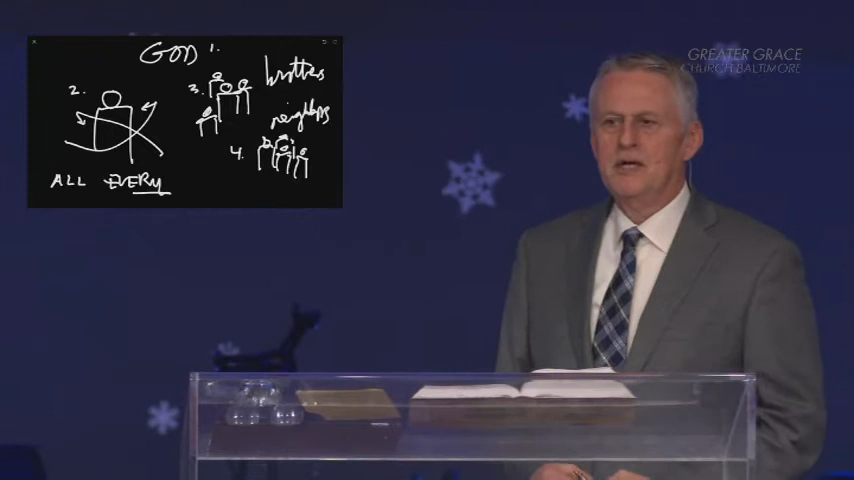 GOD 1.
2.
3.
brothers
neighbors
4.
ALL EVERY
GREATER GRACE
CHURCH BALTIMORE